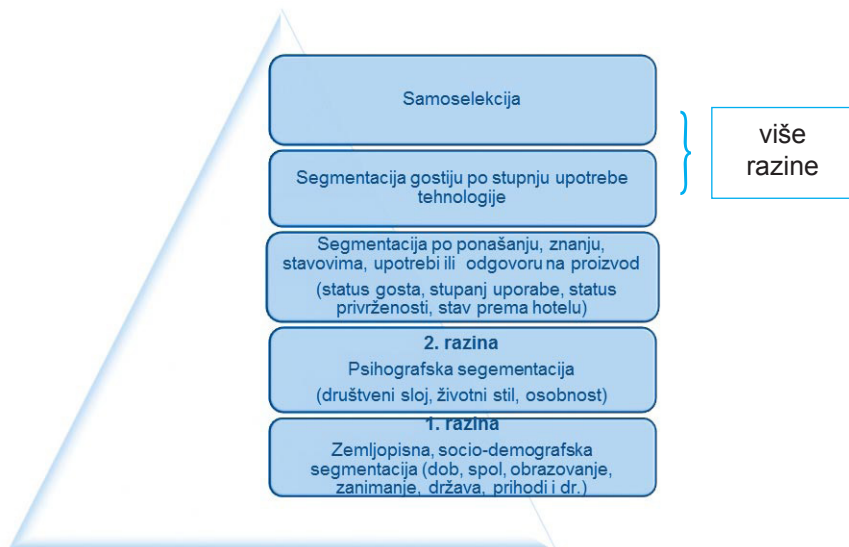 Samoselekcija
Segmentacija gostiju po stupnju upotrebe
tehnologije
Segmentacija po ponašanju, znanju,
stavovima, upotrebi ili odgovoru na proizvod
(status gosta, stupanj uporabe, status
privrženosti, stav prema hotelu)
2. razina
Psihografska segementacija
(društveni sloj, životni stil, osobnost)
1. razina
Zemljopisna, socio-demografska
segmentacija (dob, spol, obrazovanje,
zanimanje, država, prihodi i dr.)
više
razine